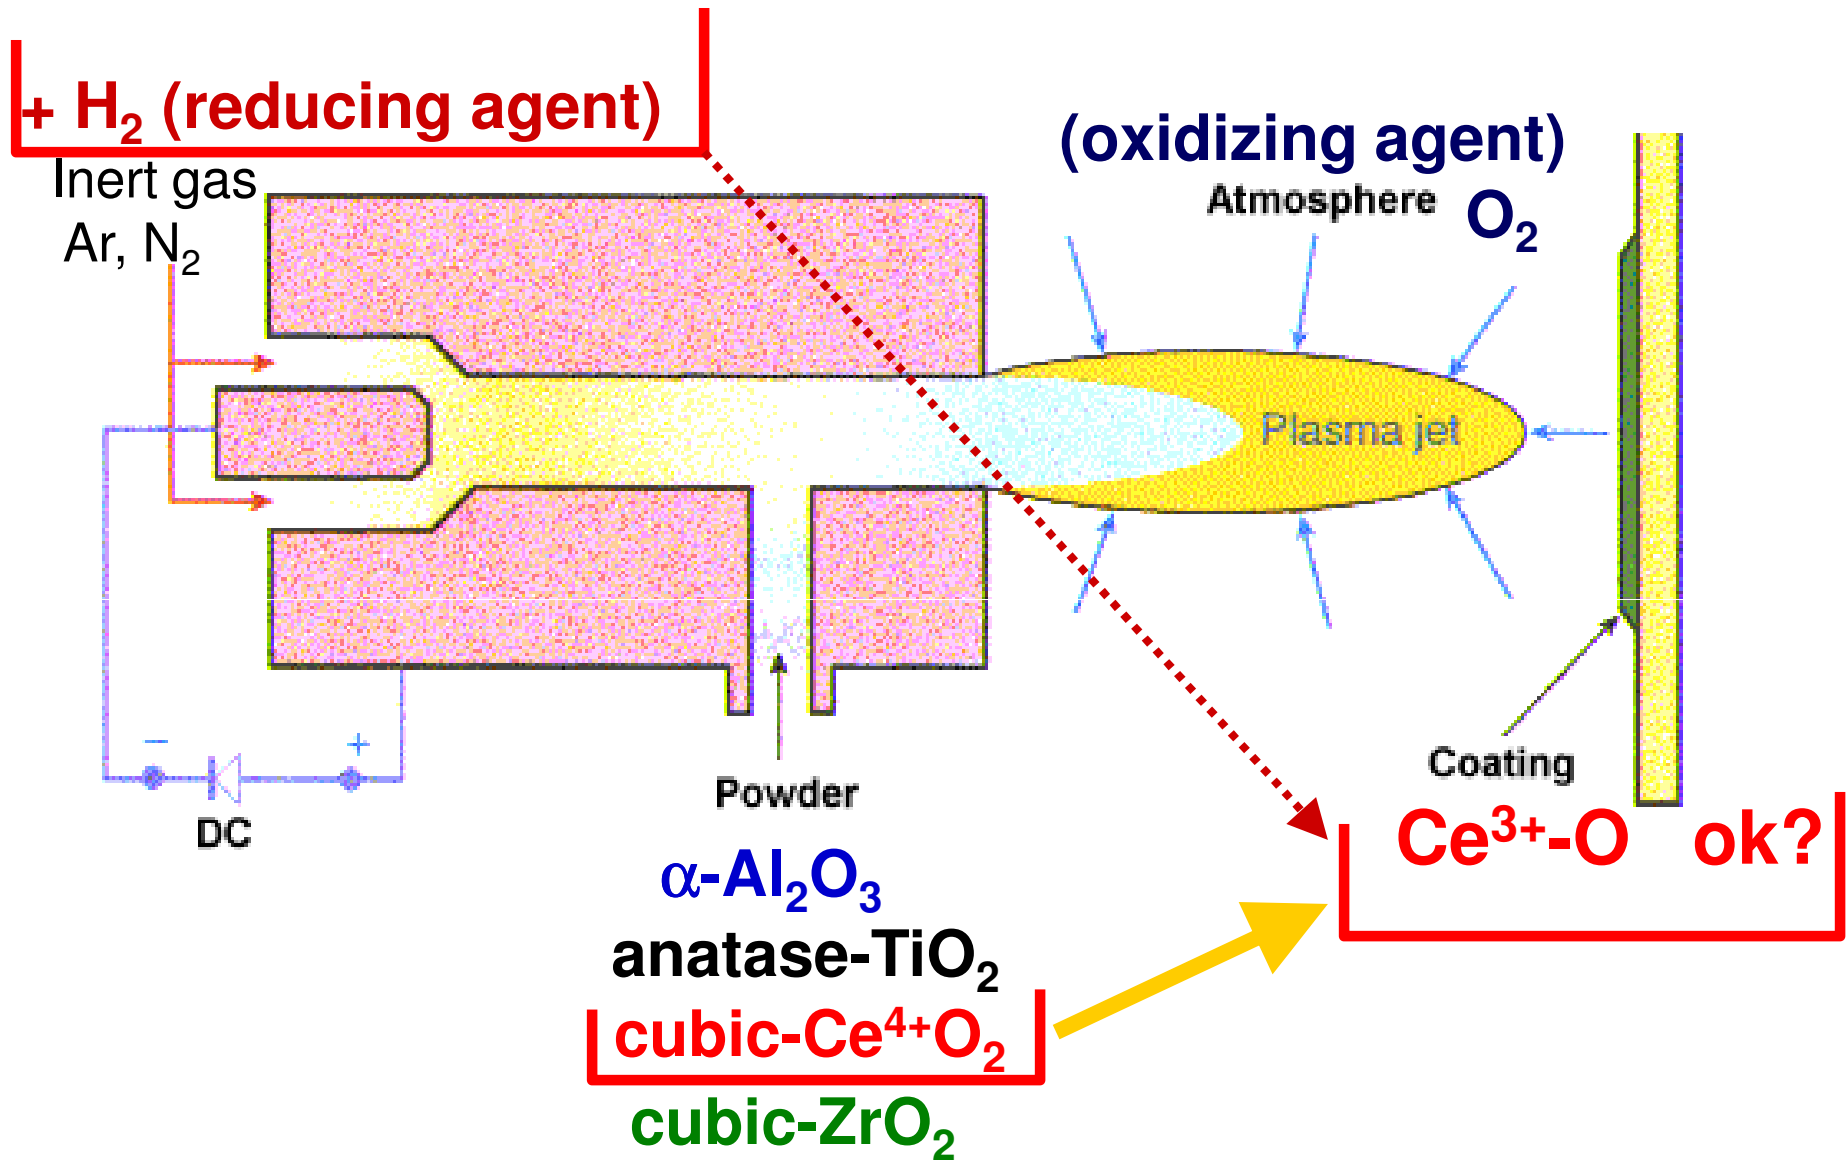 + H₂ (reducing agent)
Inert gas
Ar, N₂
(oxidizing agent)
Atmosphere O₂
Plasma jet
− +
DC
Powder
Coating
α-Al₂O₃
anatase-TiO₂
cubic-Ce⁴⁺O₂
cubic-ZrO₂
Ce³⁺-O ok?